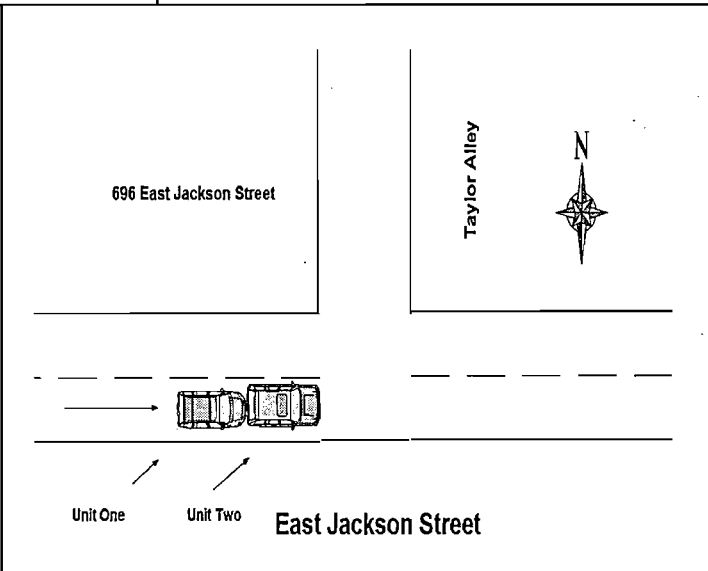 N
Taylor Alley
696 East Jackson Street
Unit One
Unit Two
East Jackson Street